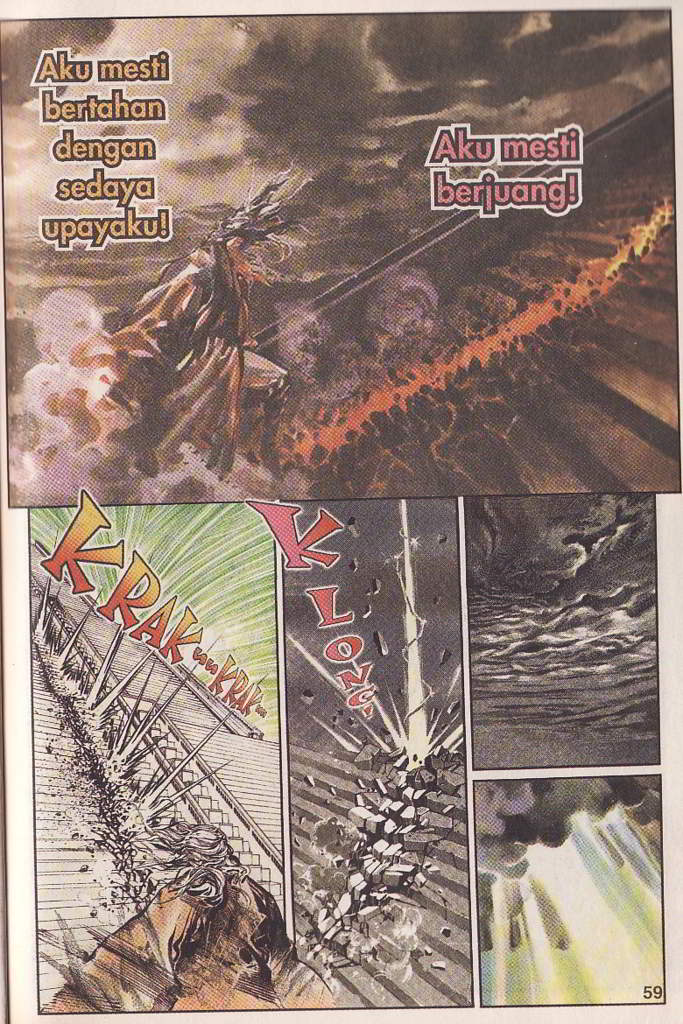 Aku mesti
bertahan
dengan
sedaya
upayaku!
Aku mesti
berjuang!
KRAK...KRAK...
KLONG
59